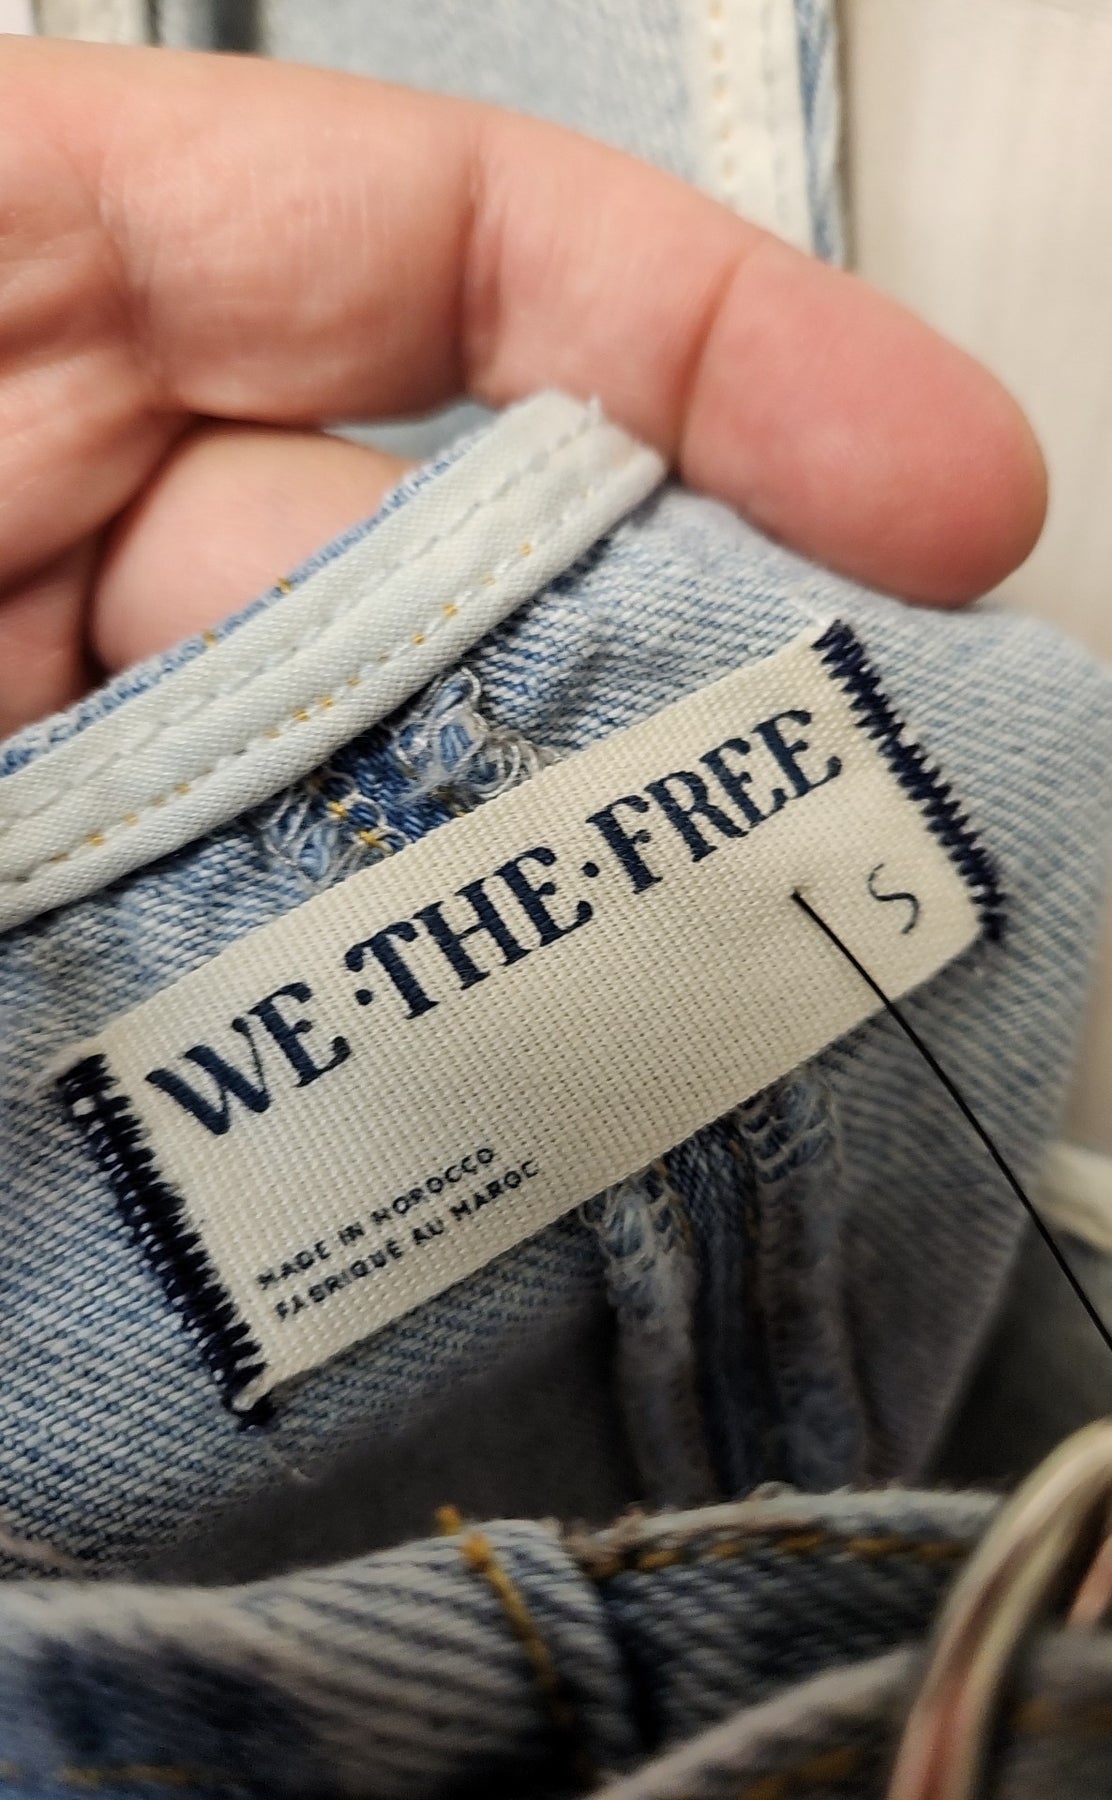 WE·THE·FREE
S
MADE IN MOROCCO
FABRIQUÉ AU MAROC